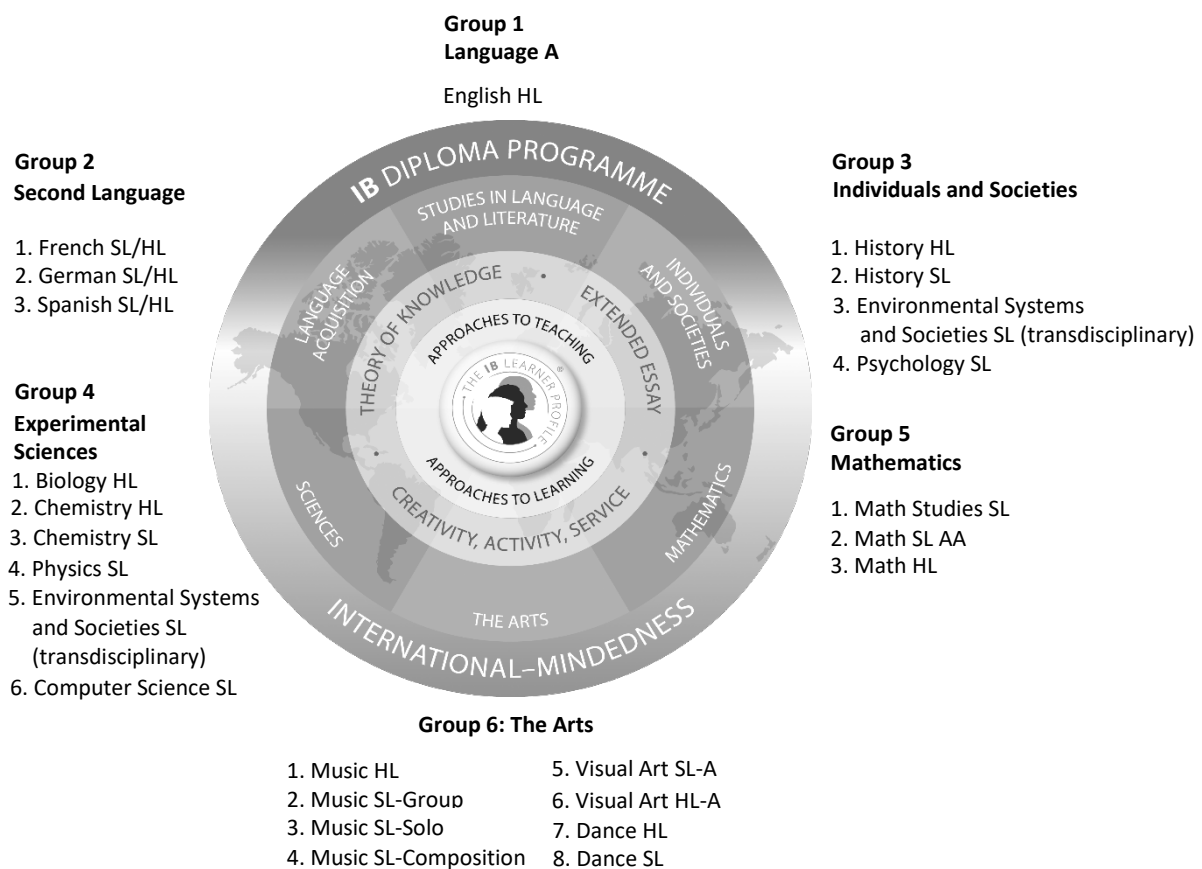 Group 1
Language A
English HL
Group 2
Second Language
1. French SL/HL
2. German SL/HL
3. Spanish SL/HL
Group 3
Individuals and Societies
1. History HL
2. History SL
3. Environmental Systems
and Societies SL (transdisciplinary)
4. Psychology SL
Group 4
Experimental
Sciences
1. Biology HL
2. Chemistry HL
3. Chemistry SL
4. Physics SL
5. Environmental Systems
and Societies SL
(transdisciplinary)
6. Computer Science SL
Group 5
Mathematics
1. Math Studies SL
2. Math SL AA
3. Math HL
IB DIPLOMA PROGRAMME
STUDIES IN LANGUAGE
AND LITERATURE
LANGUAGE
ACQUISITION
INDIVIDUALS
AND SOCIETIES
THEORY OF KNOWLEDGE
EXTENDED ESSAY
APPROACHES TO TEACHING
THE IB LEARNER PROFILE
®
APPROACHES TO LEARNING
CREATIVITY, ACTIVITY, SERVICE
SCIENCES
MATHEMATICS
THE ARTS
INTERNATIONAL–MINDEDNESS
Group 6: The Arts
1. Music HL
2. Music SL-Group
3. Music SL-Solo
4. Music SL-Composition
5. Visual Art SL-A
6. Visual Art HL-A
7. Dance HL
8. Dance SL